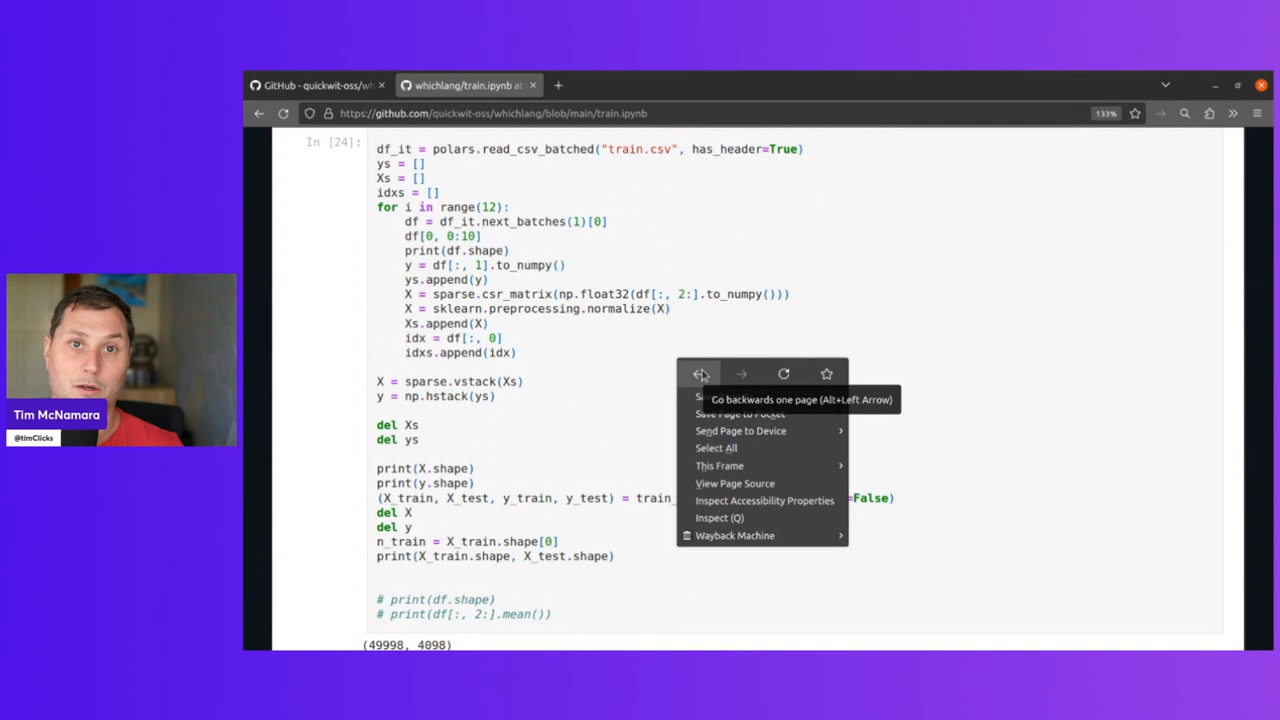 GitHub - quickwit-oss/wh
whichlang/train.ipynb at
https://github.com/quickwit-oss/whichlang/blob/main/train.ipynb
133%
In [24]:
df_it = polars.read_csv_batched("train.csv", has_header=True)
ys = []
Xs = []
idxs = []
for i in range(12):
df = df_it.next_batches(1)[0]
df[0, 0:10]
print(df.shape)
y = df[:, 1].to_numpy()
ys.append(y)
X = sparse.csr_matrix(np.float32(df[:, 2:].to_numpy()))
X = sklearn.preprocessing.normalize(X)
Xs.append(X)
idx = df[:, 0]
idxs.append(idx)
X = sparse.vstack(Xs)
y = np.hstack(ys)
del Xs
del ys
print(X.shape)
print(y.shape)
(X_train, X_test, y_train, y_test) = train_
=False)
del X
del y
n_train = X_train.shape[0]
print(X_train.shape, X_test.shape)
# print(df.shape)
# print(df[:, 2:].mean())
(49998, 4098)
Go backwards one page (Alt+Left Arrow)
Save Page to Pocket
Send Page to Device
Select All
This Frame
View Page Source
Inspect Accessibility Properties
Inspect (Q)
Wayback Machine
Tim McNamara
@timClicks